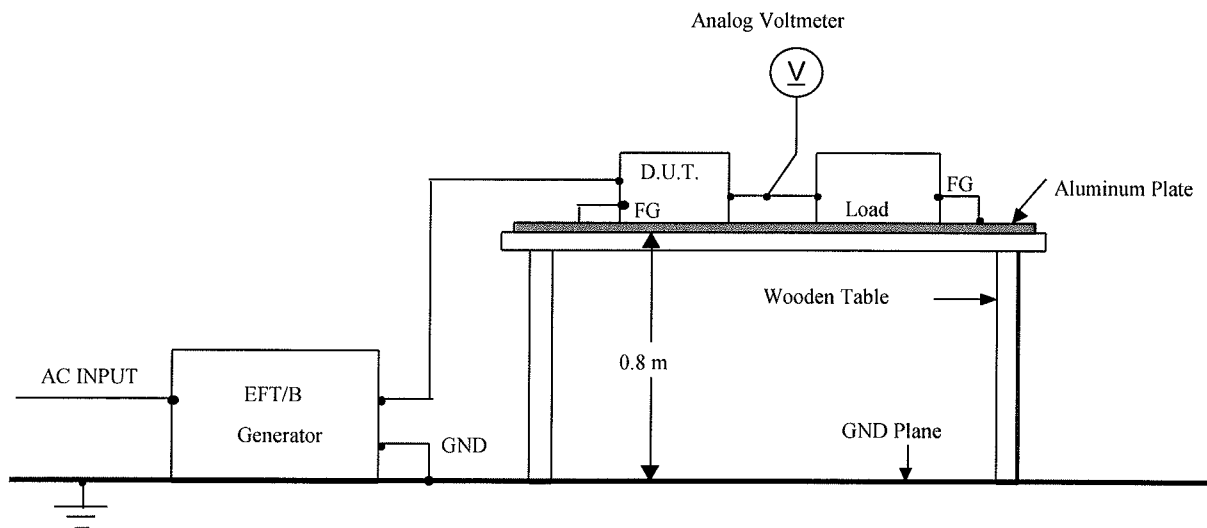 Analog Voltmeter
V
D.U.T.
FG
Load
FG
Aluminum Plate
Wooden Table
0.8 m
AC INPUT
EFT/B
Generator
GND
GND Plane